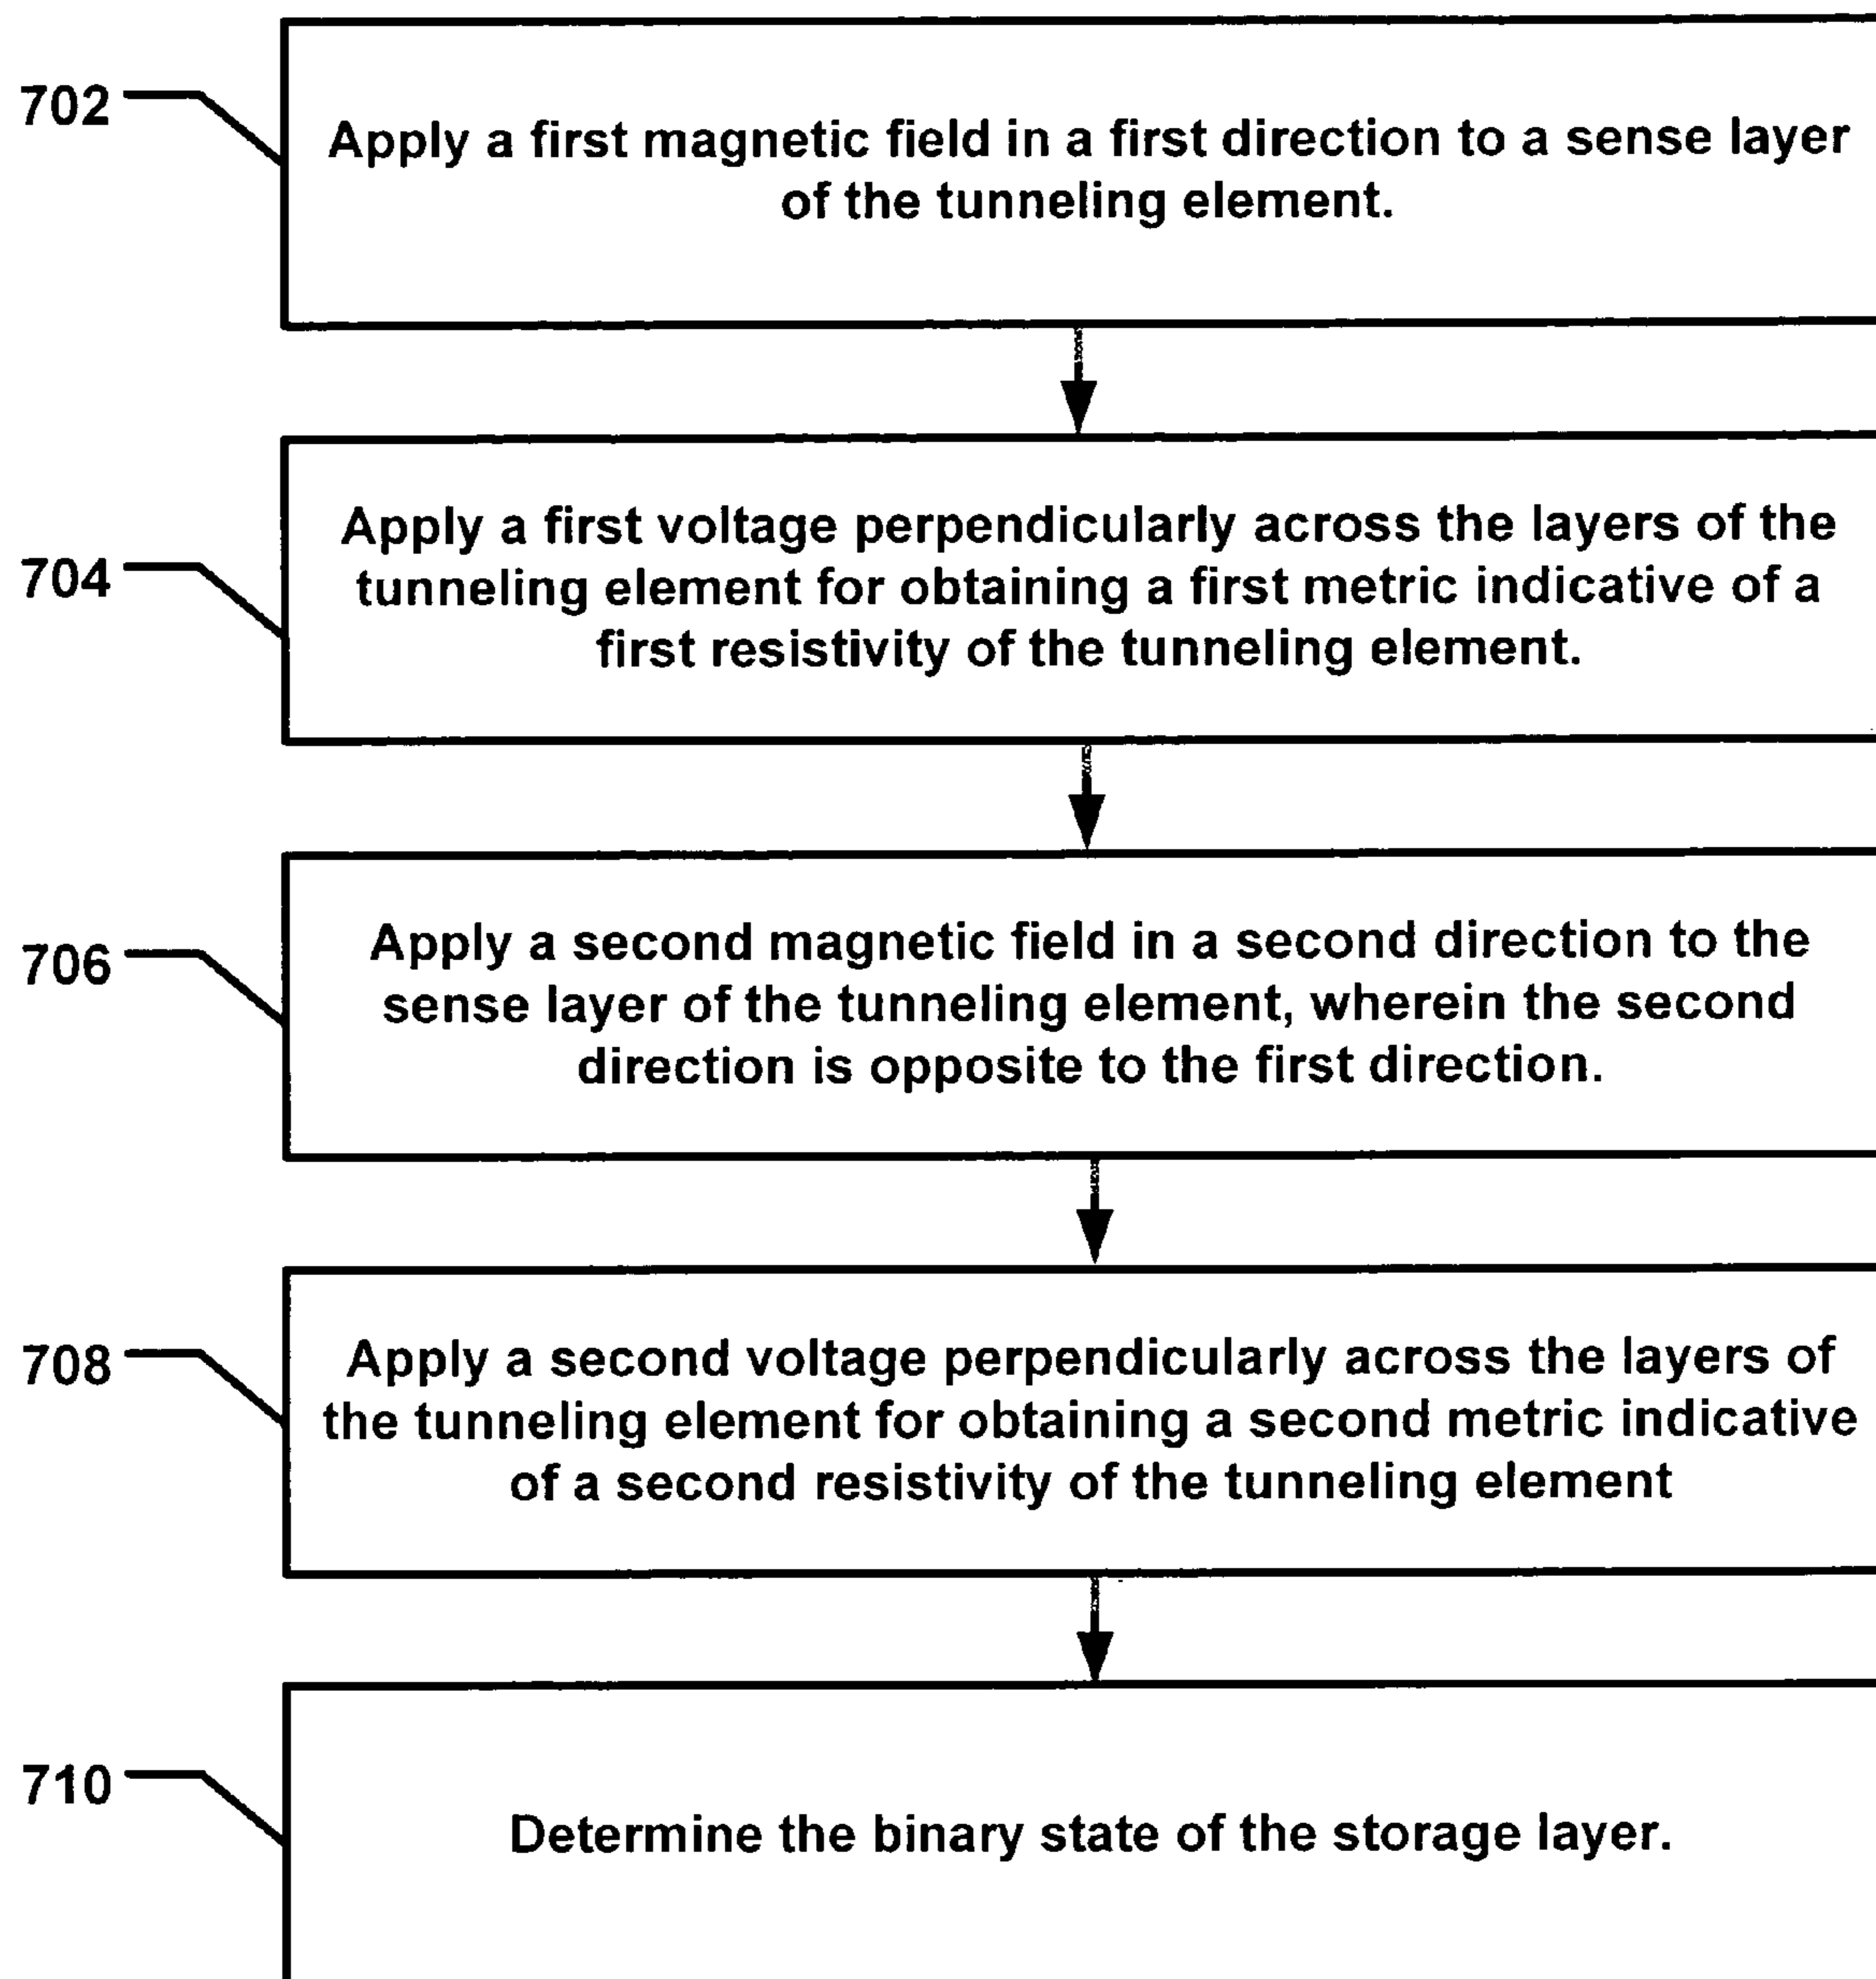 702
Apply a first magnetic field in a first direction to a sense layer
of the tunneling element.
704
Apply a first voltage perpendicularly across the layers of the
tunneling element for obtaining a first metric indicative of a
first resistivity of the tunneling element.
706
Apply a second magnetic field in a second direction to the
sense layer of the tunneling element, wherein the second
direction is opposite to the first direction.
708
Apply a second voltage perpendicularly across the layers of
the tunneling element for obtaining a second metric indicative
of a second resistivity of the tunneling element
710
Determine the binary state of the storage layer.